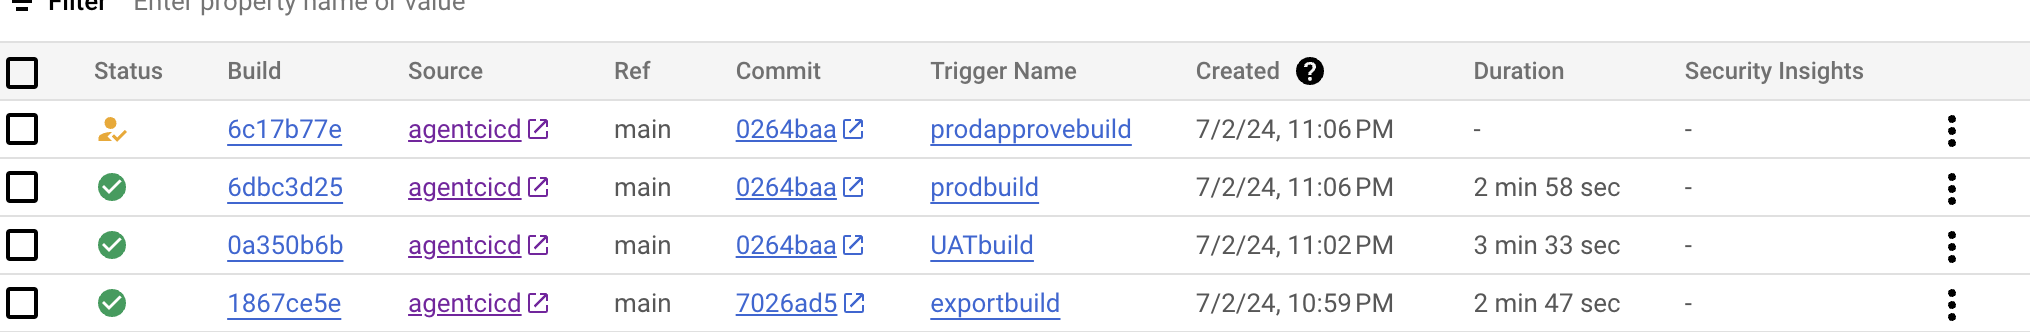 Filter Enter property name or value
Status Build Source Ref Commit Trigger Name Created ? Duration Security Insights
6c17b77e agentcicd main 0264baa prodapprovebuild 7/2/24, 11:06 PM - -
6dbc3d25 agentcicd main 0264baa prodbuild 7/2/24, 11:06 PM 2 min 58 sec -
0a350b6b agentcicd main 0264baa UATbuild 7/2/24, 11:02 PM 3 min 33 sec -
1867ce5e agentcicd main 7026ad5 exportbuild 7/2/24, 10:59 PM 2 min 47 sec -